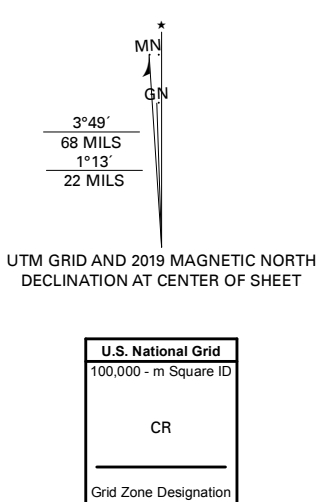 ★
MN
GN
3°49´
68 MILS
1°13´
22 MILS
UTM GRID AND 2019 MAGNETIC NORTH
DECLINATION AT CENTER OF SHEET
U.S. National Grid
100,000 - m Square ID
CR
Grid Zone Designation